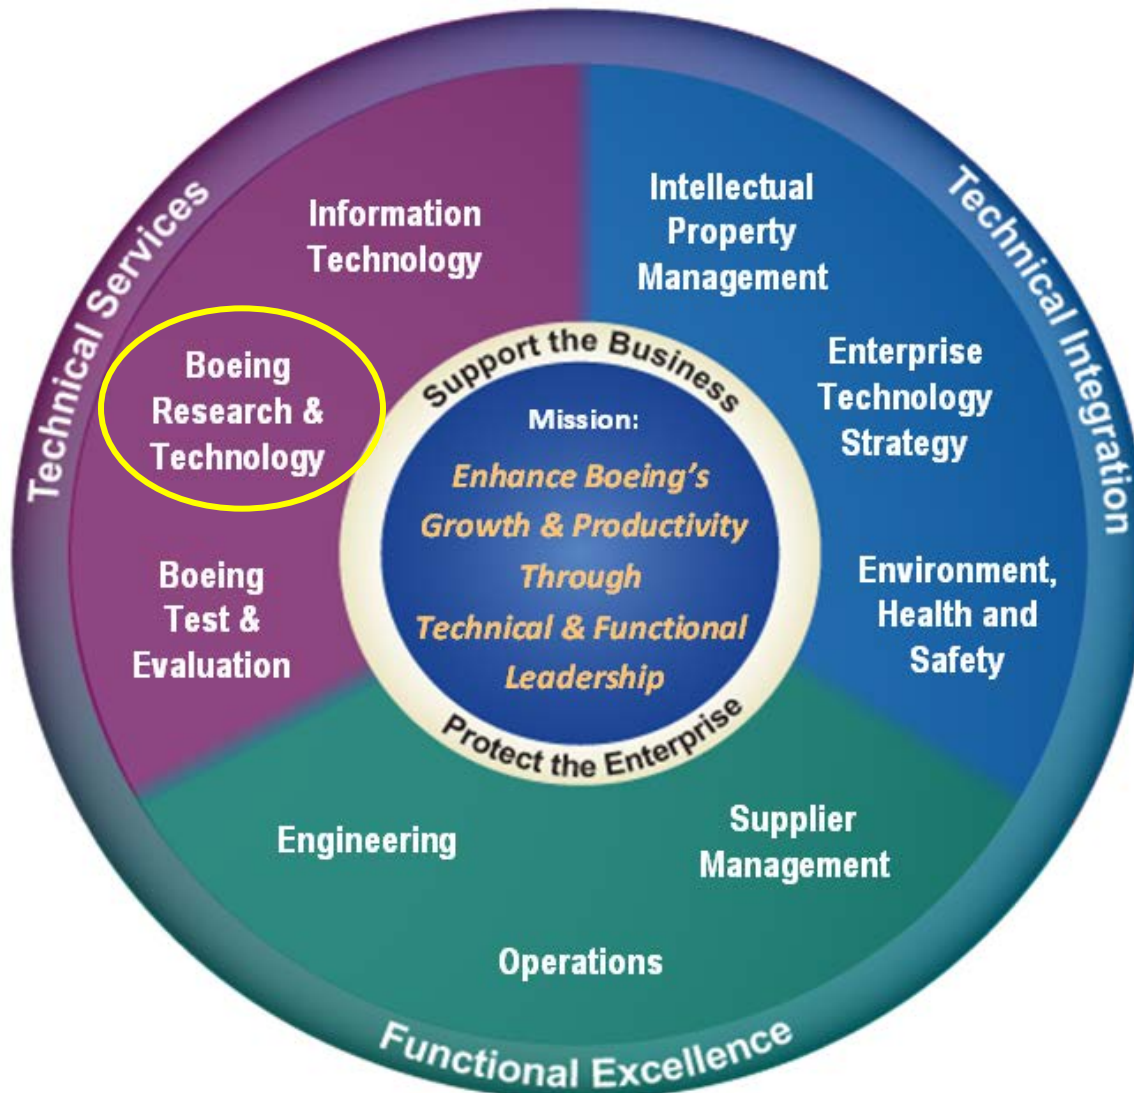 Technical Services
Information
Technology
Boeing
Research &
Technology
Boeing
Test &
Evaluation
Technical Integration
Intellectual
Property
Management
Enterprise
Technology
Strategy
Environment,
Health and
Safety
Support the Business
Mission:
Enhance Boeing’s
Growth & Productivity
Through
Technical & Functional
Leadership
Protect the Enterprise
Engineering
Supplier
Management
Operations
Functional Excellence